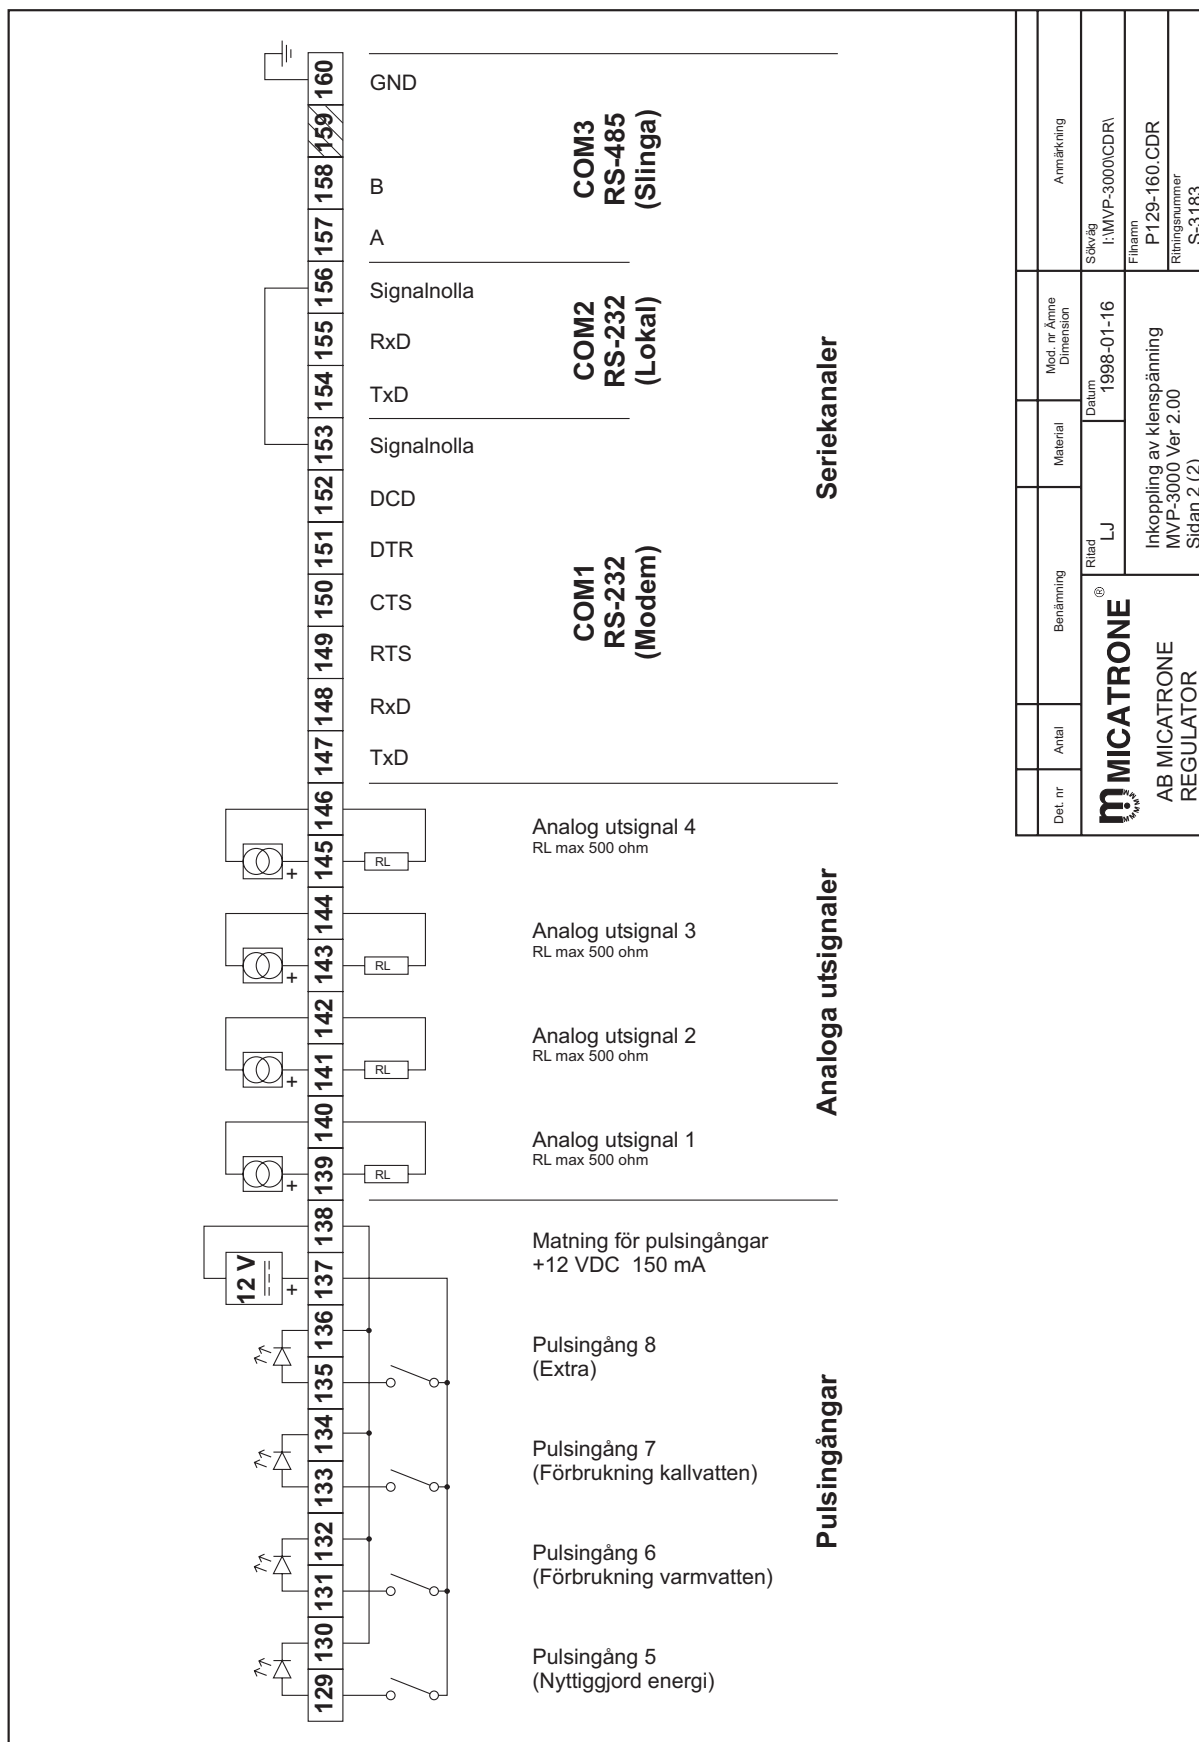 160
GND
159
158
B
157
A
COM3
RS-485
(Slinga)
156
Signalnolla
155
RxD
154
TxD
COM2
RS-232
(Lokal)
153
Signalnolla
152
DCD
151
DTR
150
CTS
149
RTS
148
RxD
147
TxD
COM1
RS-232
(Modem)
Seriekanaler
146
145
+
RL
Analog utsignal 4
RL max 500 ohm
144
143
+
RL
Analog utsignal 3
RL max 500 ohm
142
141
+
RL
Analog utsignal 2
RL max 500 ohm
140
139
+
RL
Analog utsignal 1
RL max 500 ohm
Analoga utsignaler
138
137
12 V
+
Matning för pulsingångar
+12 VDC 150 mA
136
135
Pulsingång 8
(Extra)
134
133
Pulsingång 7
(Förbrukning kallvatten)
132
131
Pulsingång 6
(Förbrukning varmvatten)
130
129
Pulsingång 5
(Nyttiggjord energi)
Pulsingångar
Det. nr
Antal
Benämning
Material
Mod. nr Ämne
Dimension
Anmärkning
MICATRONE ®
AB MICATRONE
REGULATOR
Ritad
LJ
Datum
1998-01-16
Sökväg
I:\MVP-3000\CDR\
Inkoppling av klenspänning
MVP-3000 Ver 2.00
Sidan 2 (2)
Filnamn
P129-160.CDR
Ritningsnummer
S-3183